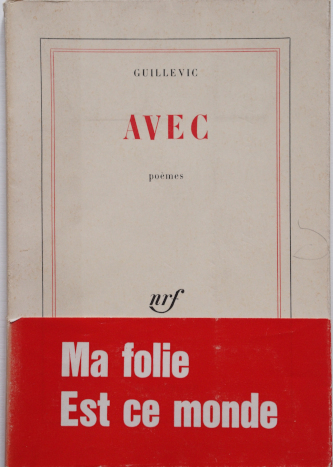 GUILLEVIC
AVEC
poèmes
nrf
Ma folie
Est ce monde